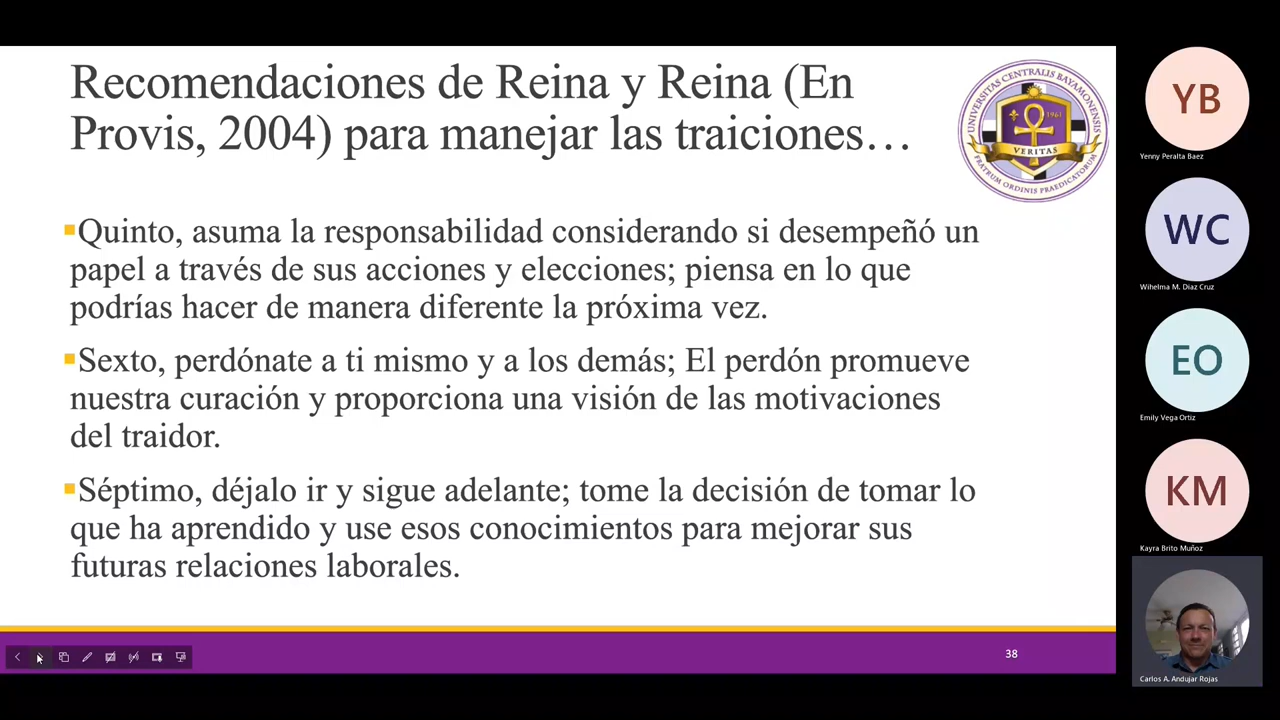 Recomendaciones de Reina y Reina (En
Provis, 2004) para manejar las traiciones…
UNIVERSITAS CENTRALIS BAYAMONENSIS
1961
VERITAS
FRATRUM ORDINIS PRAEDICATORUM
▪Quinto, asuma la responsabilidad considerando si desempeñó un
papel a través de sus acciones y elecciones; piensa en lo que
podrías hacer de manera diferente la próxima vez.
▪Sexto, perdónate a ti mismo y a los demás; El perdón promueve
nuestra curación y proporciona una visión de las motivaciones
del traidor.
▪Séptimo, déjalo ir y sigue adelante; tome la decisión de tomar lo
que ha aprendido y use esos conocimientos para mejorar sus
futuras relaciones laborales.
38
YB
Yenny Peralta Baez
WC
Wihelma M. Diaz Cruz
EO
Emily Vega Ortiz
KM
Kayra Brito Muñoz
Carlos A. Andujar Rojas